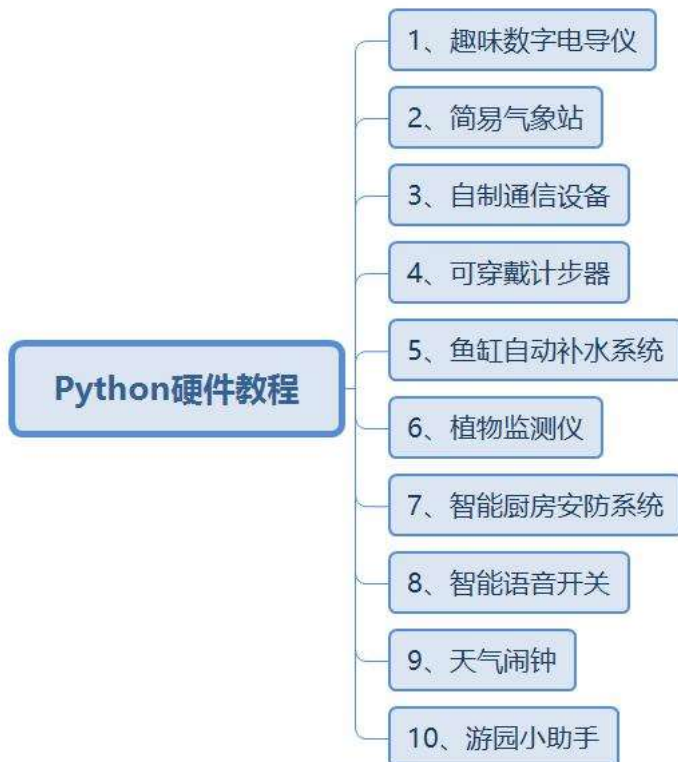 Python硬件教程
1、趣味数字电导仪
2、简易气象站
3、自制通信设备
4、可穿戴计步器
5、鱼缸自动补水系统
6、植物监测仪
7、智能厨房安防系统
8、智能语音开关
9、天气闹钟
10、游园小助手